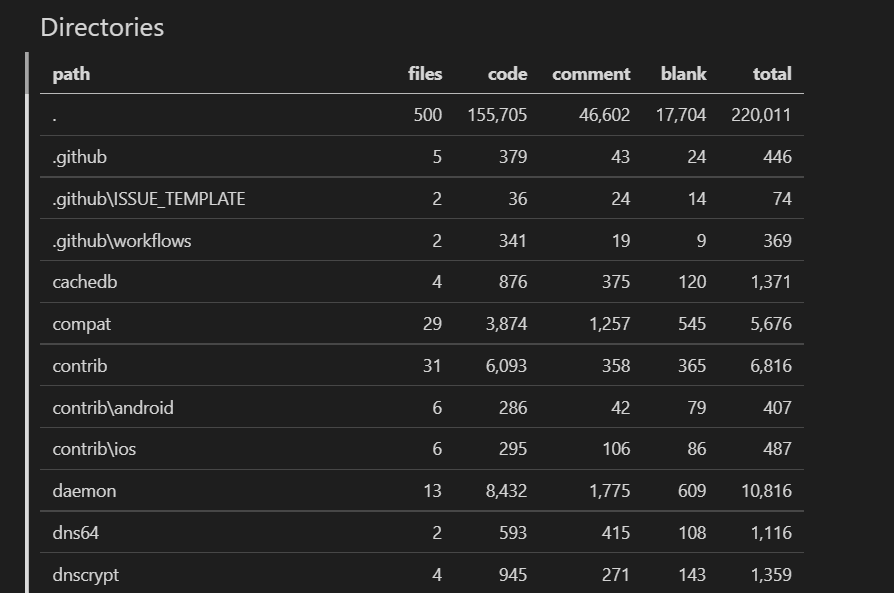 Directories
path files code comment blank total
. 500 155,705 46,602 17,704 220,011
.github 5 379 43 24 446
.github\ISSUE_TEMPLATE 2 36 24 14 74
.github\workflows 2 341 19 9 369
cachedb 4 876 375 120 1,371
compat 29 3,874 1,257 545 5,676
contrib 31 6,093 358 365 6,816
contrib\android 6 286 42 79 407
contrib\ios 6 295 106 86 487
daemon 13 8,432 1,775 609 10,816
dns64 2 593 415 108 1,116
dnscrypt 4 945 271 143 1,359